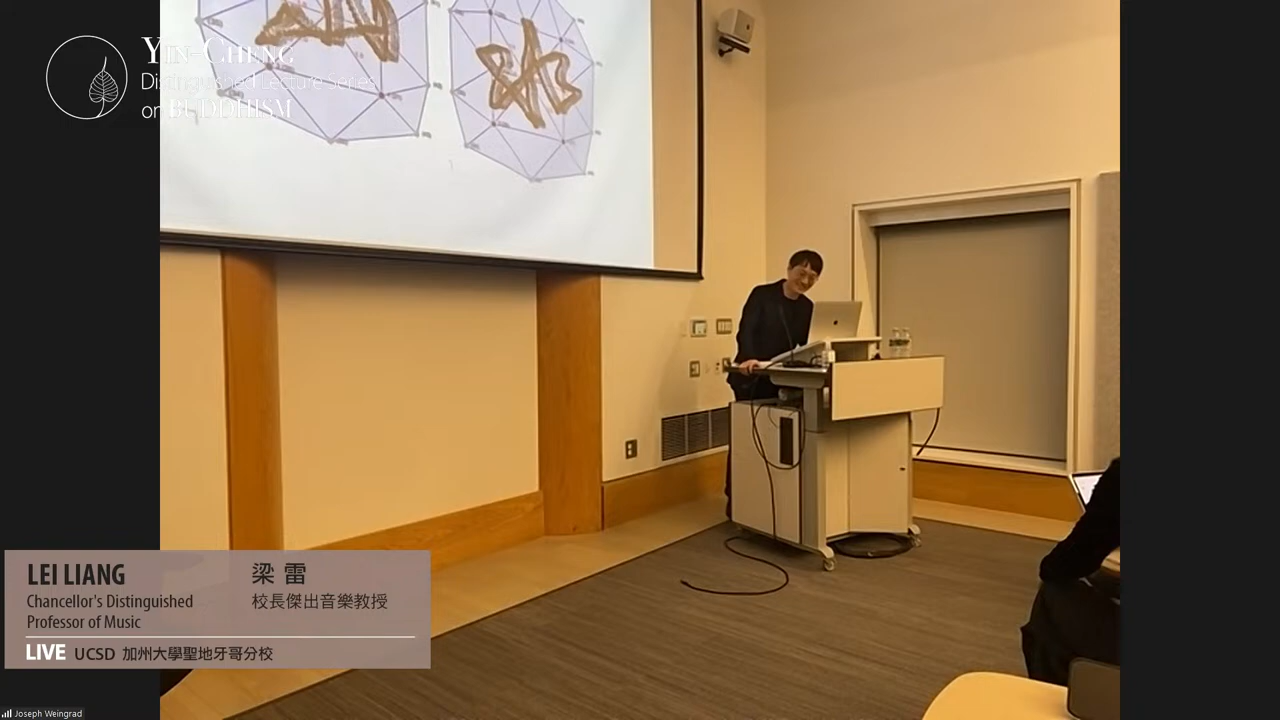 YIN-CHENG
Distinguished Lecture Series
on BUDDHISM
LEI LIANG
梁 雷
Chancellor's Distinguished
Professor of Music
校長傑出音樂教授
LIVE UCSD 加州大學聖地牙哥分校
Joseph Weingrad